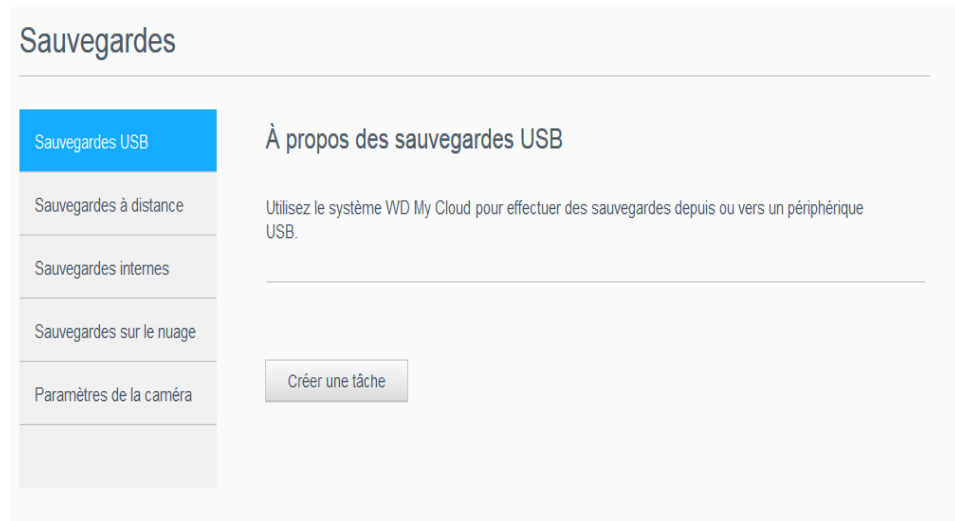 Sauvegardes
Sauvegardes USB
Sauvegardes à distance
Sauvegardes internes
Sauvegardes sur le nuage
Paramètres de la caméra
À propos des sauvegardes USB
Utilisez le système WD My Cloud pour effectuer des sauvegardes depuis ou vers un périphérique
USB.
Créer une tâche